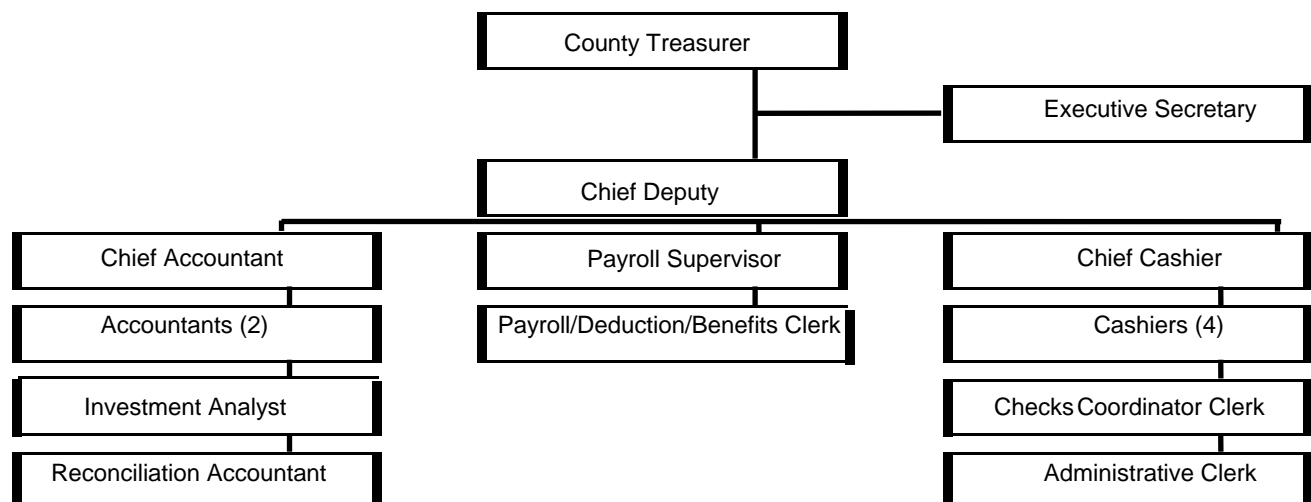 County Treasurer
Executive Secretary
Chief Deputy
Chief Accountant
Payroll Supervisor
Chief Cashier
Accountants (2)
Payroll/Deduction/Benefits Clerk
Cashiers (4)
Investment Analyst
Checks Coordinator Clerk
Reconciliation Accountant
Administrative Clerk